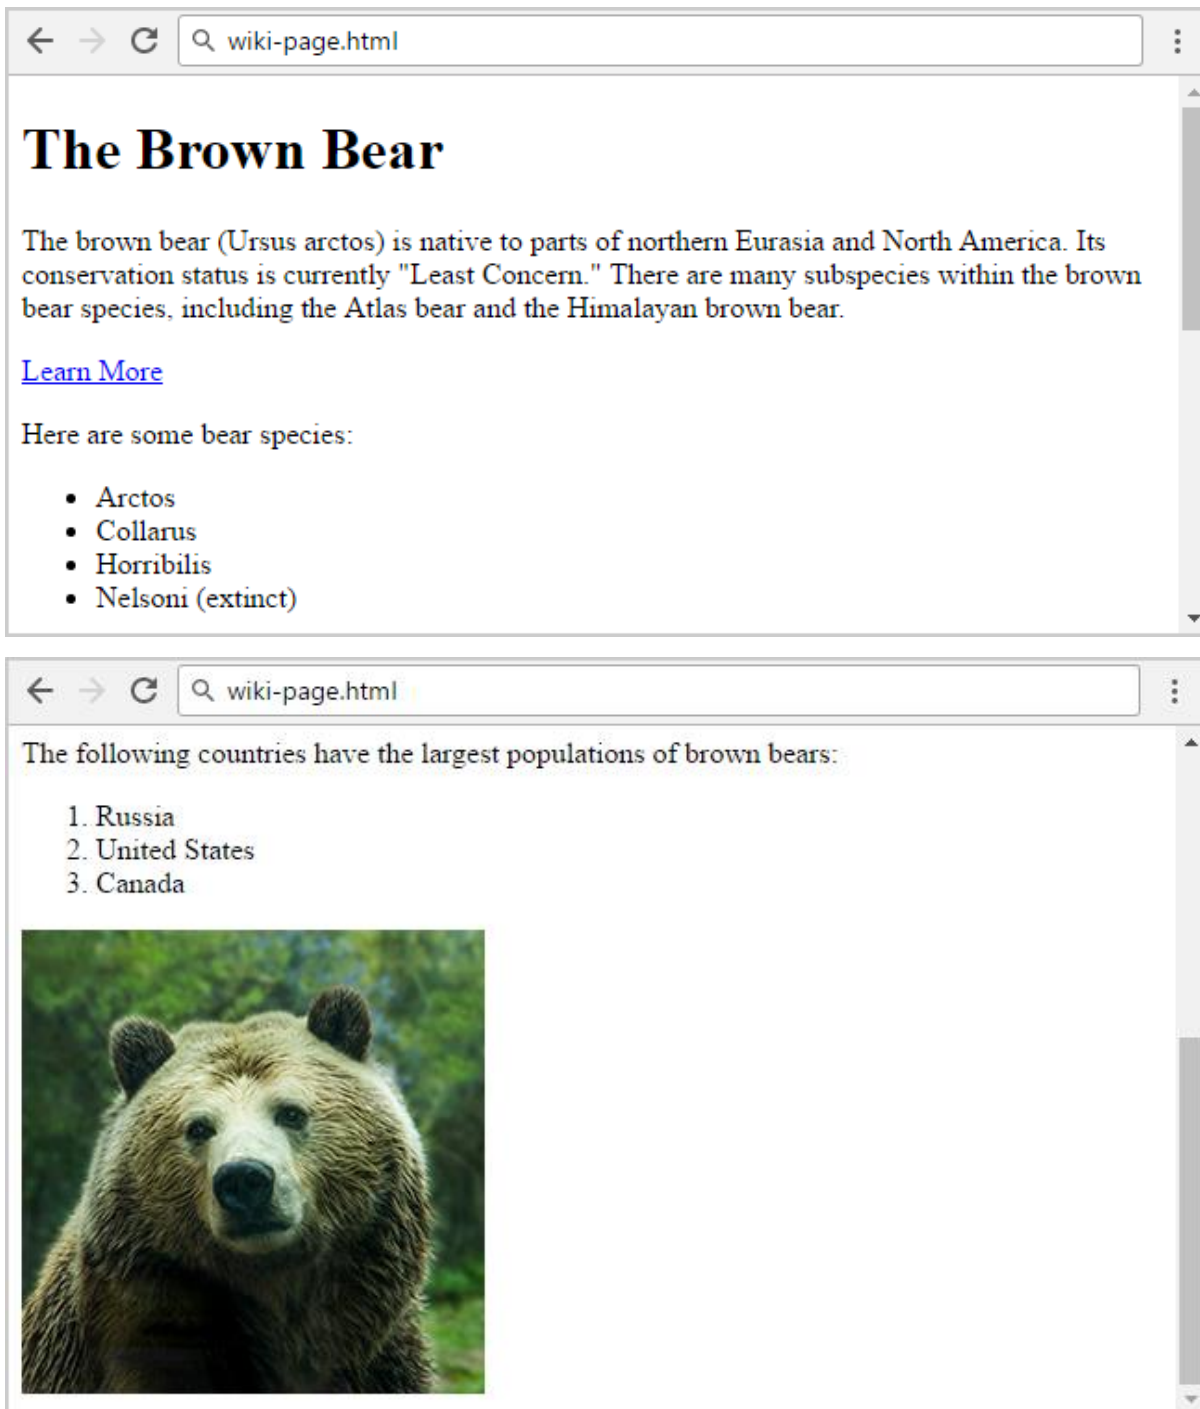 wiki-page.html
The Brown Bear
The brown bear (Ursus arctos) is native to parts of northern Eurasia and North America. Its
conservation status is currently "Least Concern." There are many subspecies within the brown
bear species, including the Atlas bear and the Himalayan brown bear.
Learn More
Here are some bear species:
• Arctos
• Collarus
• Horribilis
• Nelsoni (extinct)
wiki-page.html
The following countries have the largest populations of brown bears:
1. Russia
2. United States
3. Canada